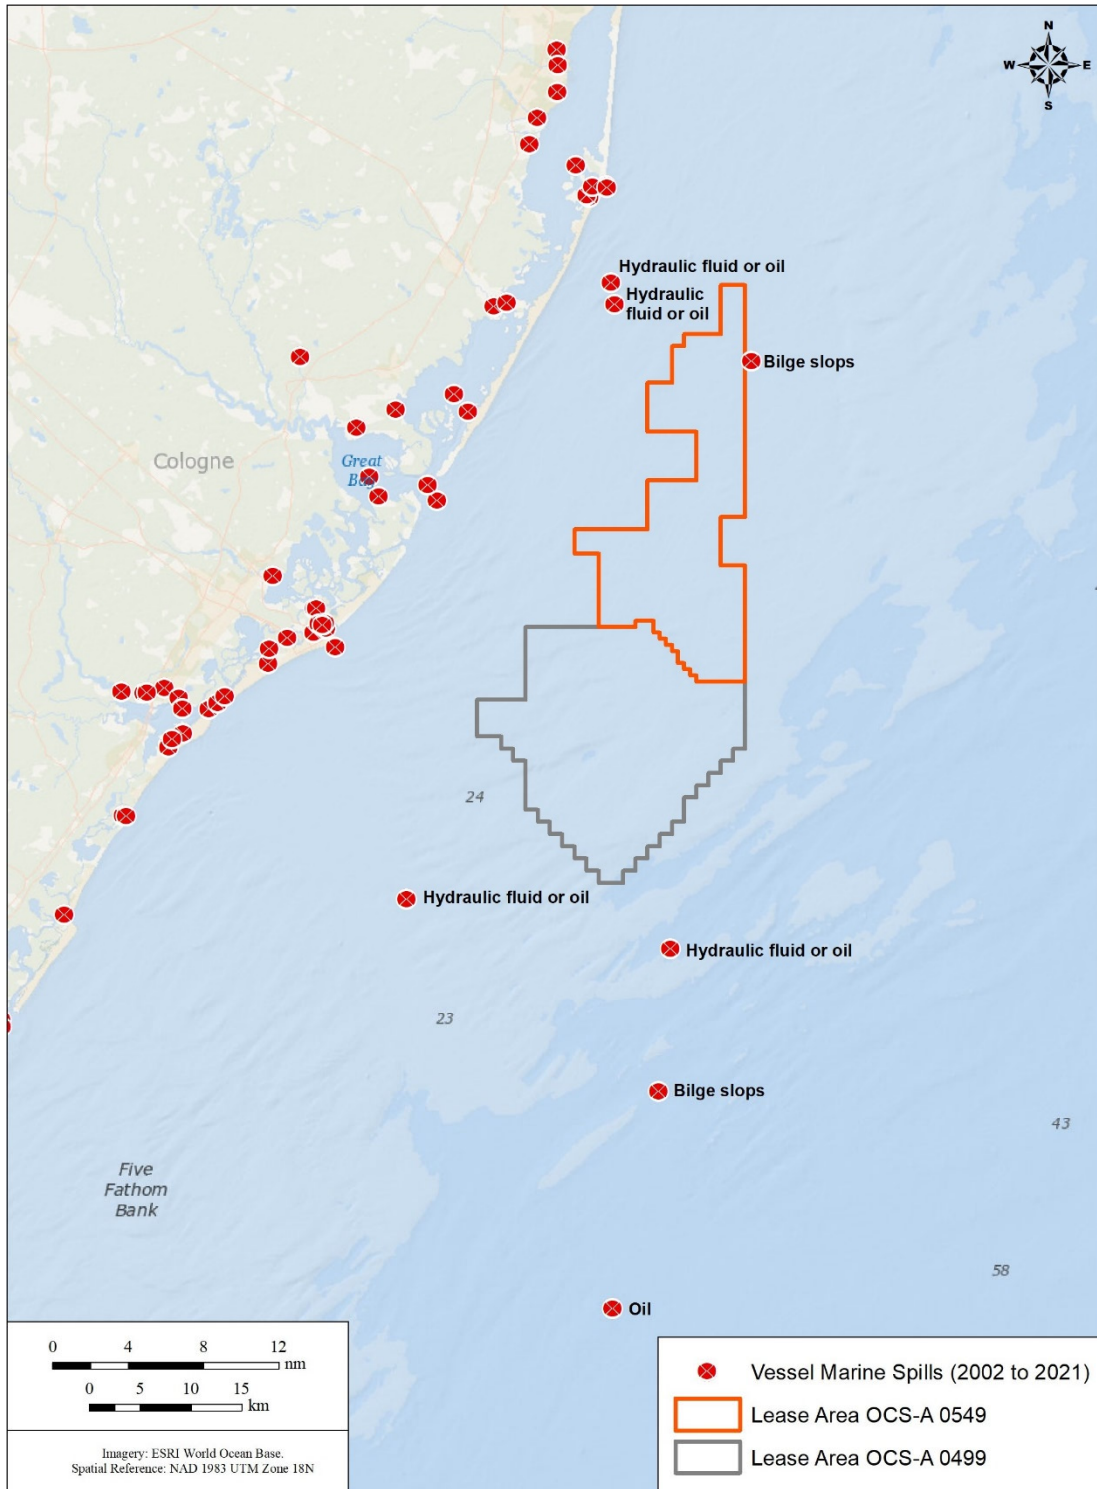 N
W E
S
Hydraulic fluid or oil
Hydraulic
fluid or oil
Bilge slops
Cologne
Great
Bay
24
Hydraulic fluid or oil
Hydraulic fluid or oil
23
Bilge slops
43
Five
Fathom
Bank
58
Oil
0 4 8 12
nm
0 5 10 15
km
Imagery: ESRI World Ocean Base.
Spatial Reference: NAD 1983 UTM Zone 18N
Vessel Marine Spills (2002 to 2021)
Lease Area OCS-A 0549
Lease Area OCS-A 0499